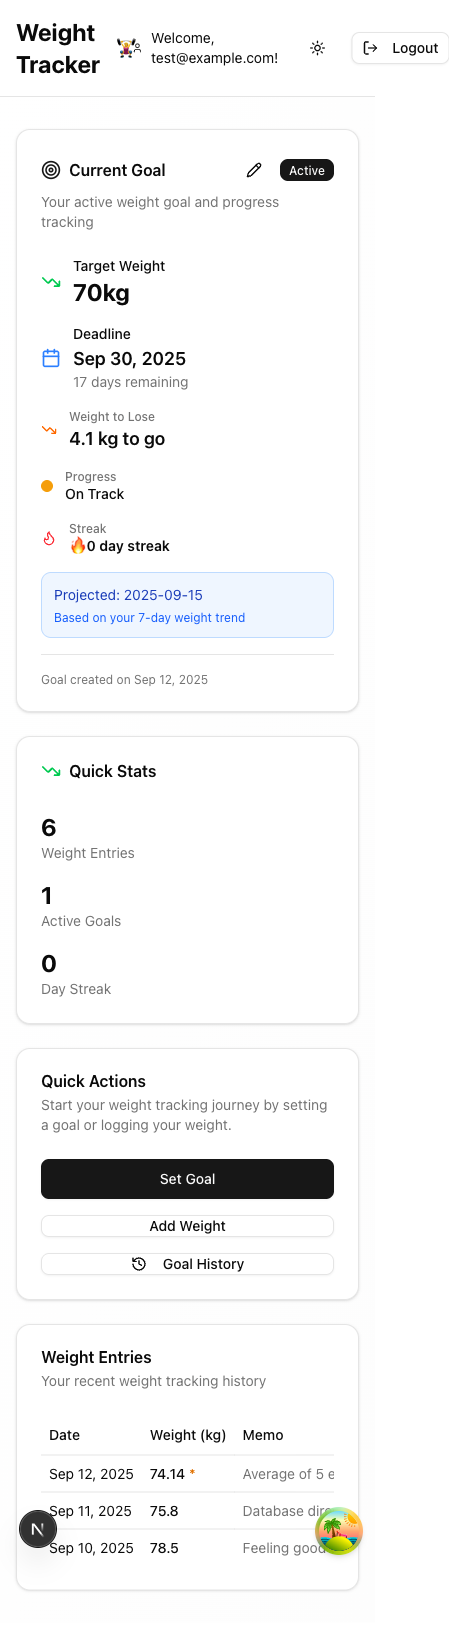 Weight
Tracker
Welcome,
test@example.com!
Logout
Current Goal
Active
Your active weight goal and progress
tracking
Target Weight
70kg
Deadline
Sep 30, 2025
17 days remaining
Weight to Lose
4.1 kg to go
Progress
On Track
Streak
🔥0 day streak
Projected: 2025-09-15
Based on your 7-day weight trend
Goal created on Sep 12, 2025
Quick Stats
6
Weight Entries
1
Active Goals
0
Day Streak
Quick Actions
Start your weight tracking journey by setting
a goal or logging your weight.
Set Goal
Add Weight
Goal History
Weight Entries
Your recent weight tracking history
Date Weight (kg) Memo
Sep 12, 2025 74.14 * Average of 5 e
Sep 11, 2025 75.8 Database
Sep 10, 2025 78.5 Feeling good
N